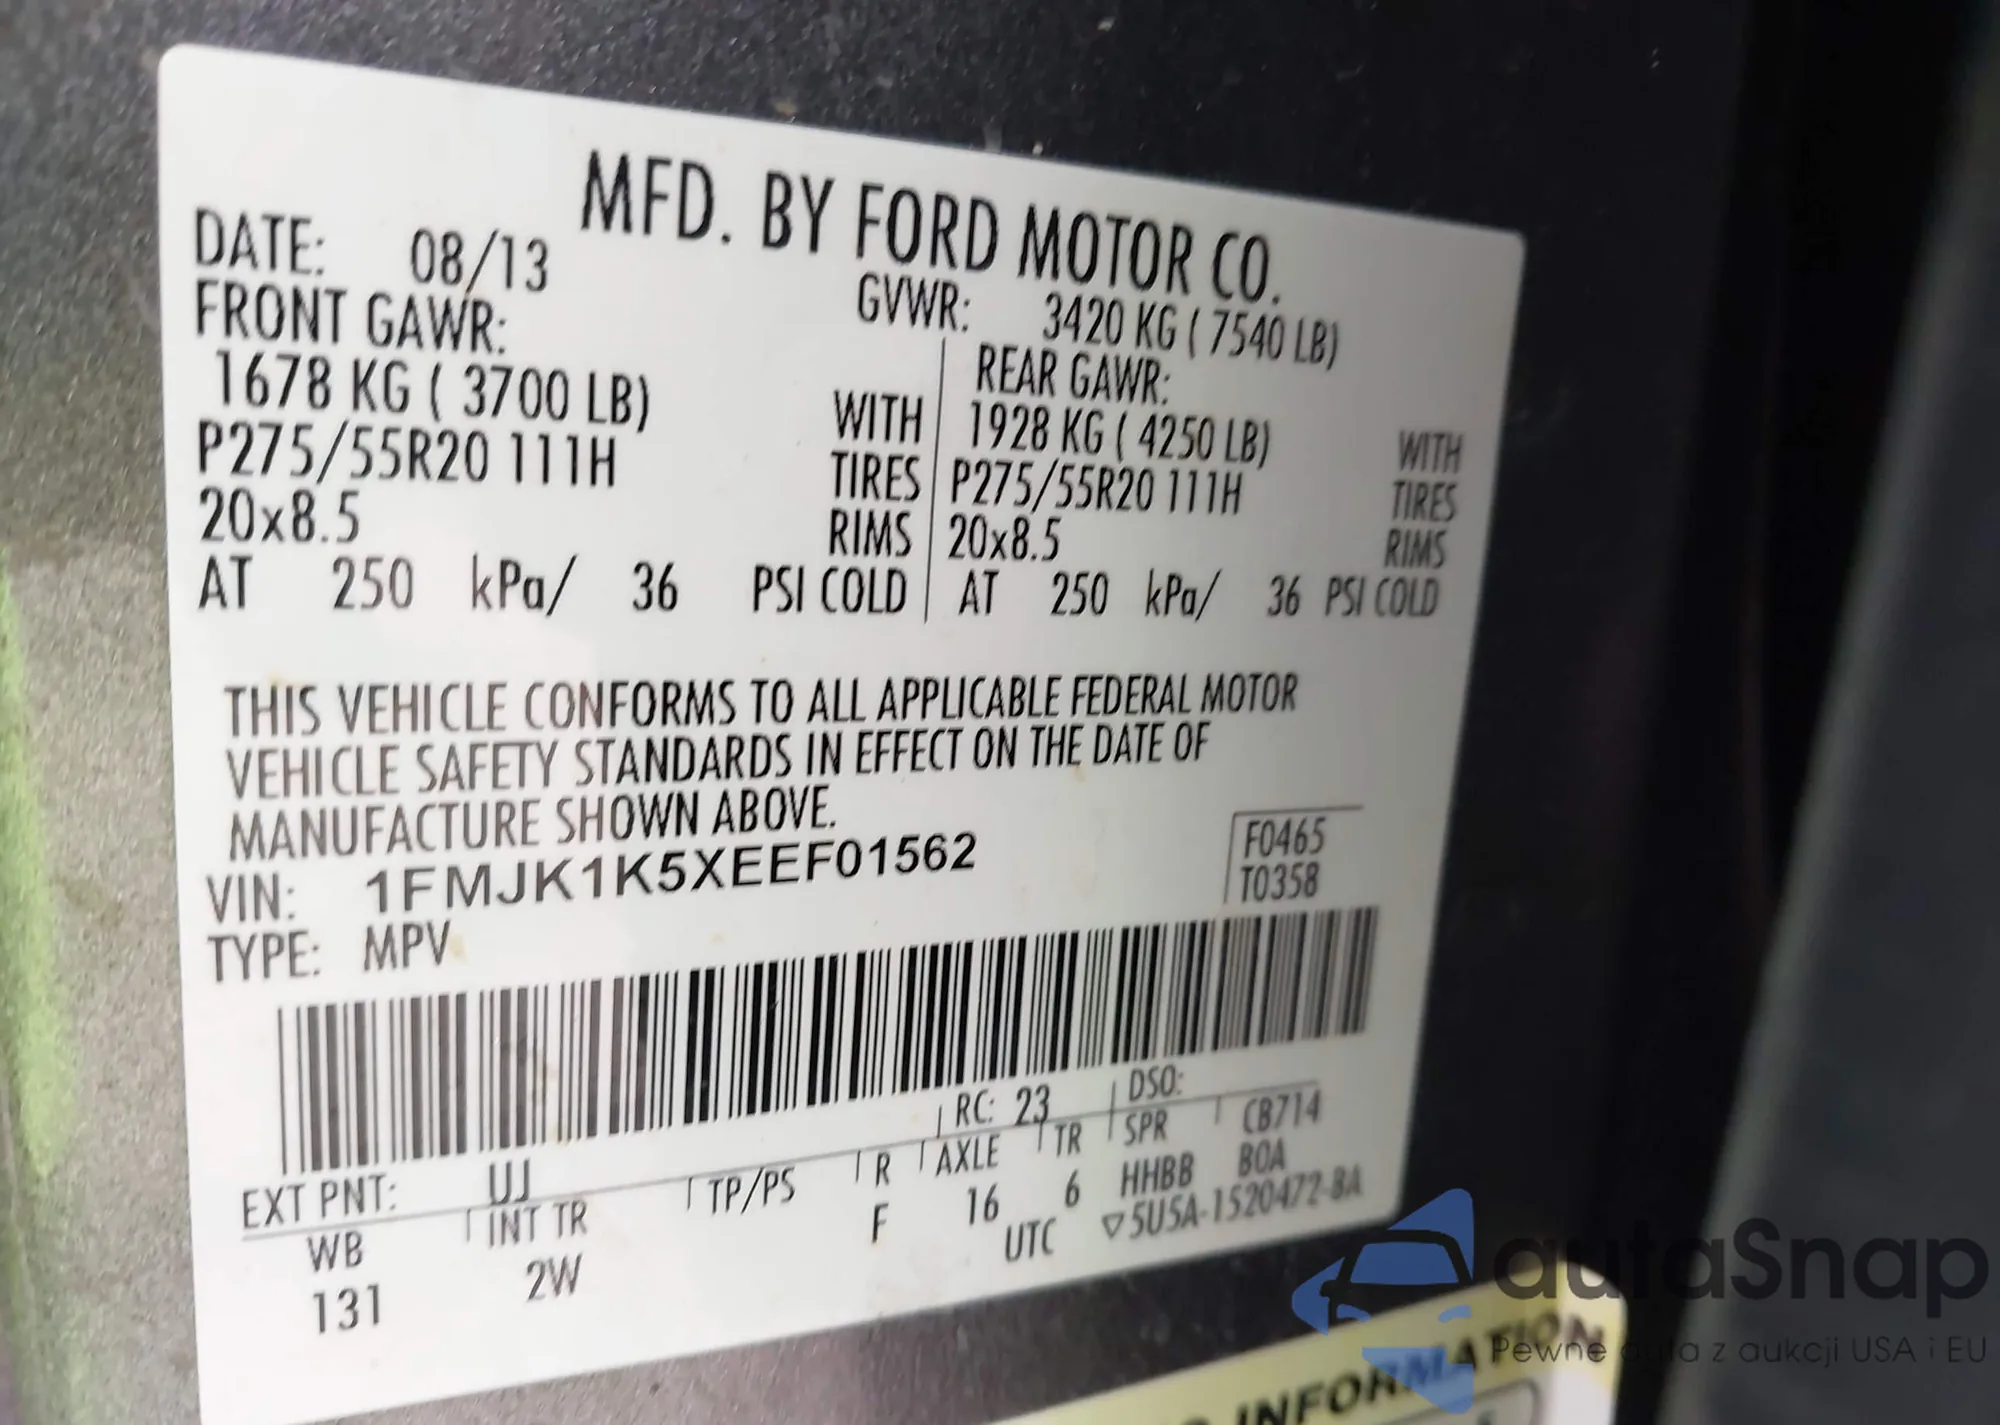 MFD. BY FORD MOTOR CO.
DATE: 08/13
GVWR: 3420 KG ( 7540 LB)
FRONT GAWR:
1678 KG ( 3700 LB) WITH
P275/55R20 111H TIRES
20x8.5 RIMS
AT 250 kPa/ 36 PSI COLD
REAR GAWR:
1928 KG ( 4250 LB) WITH
P275/55R20 111H TIRES
20x8.5 RIMS
AT 250 kPa/ 36 PSI COLD
THIS VEHICLE CONFORMS TO ALL APPLICABLE FEDERAL MOTOR
VEHICLE SAFETY STANDARDS IN EFFECT ON THE DATE OF
MANUFACTURE SHOWN ABOVE.
VIN: 1FMJK1K5XEEF01562
TYPE: MPV
F0465
T0358
EXT PNT: UJ RC: 23 DSO:
WB INT TR TP/PS R AXLE TR SPR CB714
131 2W F 16 6 HHBB BOA
UTC ▽5U5A-1520472-BA
autaSnap
Pewne auta z aukcji USA i EU
INFORMATION